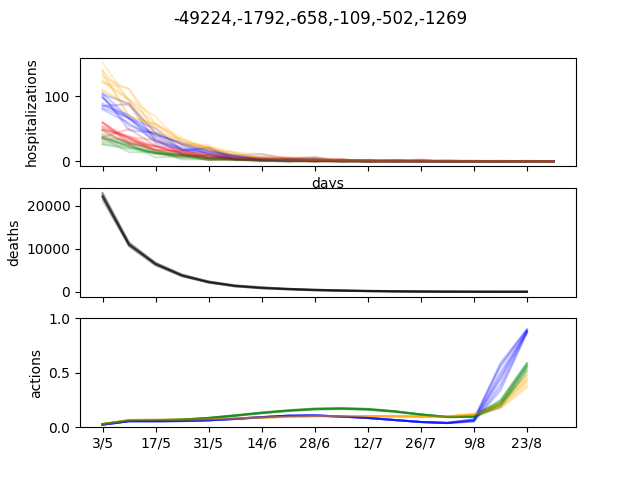 -49224,-1792,-658,-109,-502,-1269
hospitalizations
100
0
days
deaths
20000
10000
0
actions
1.0
0.5
0.0
3/5 17/5 31/5 14/6 28/6 12/7 26/7 9/8 23/8